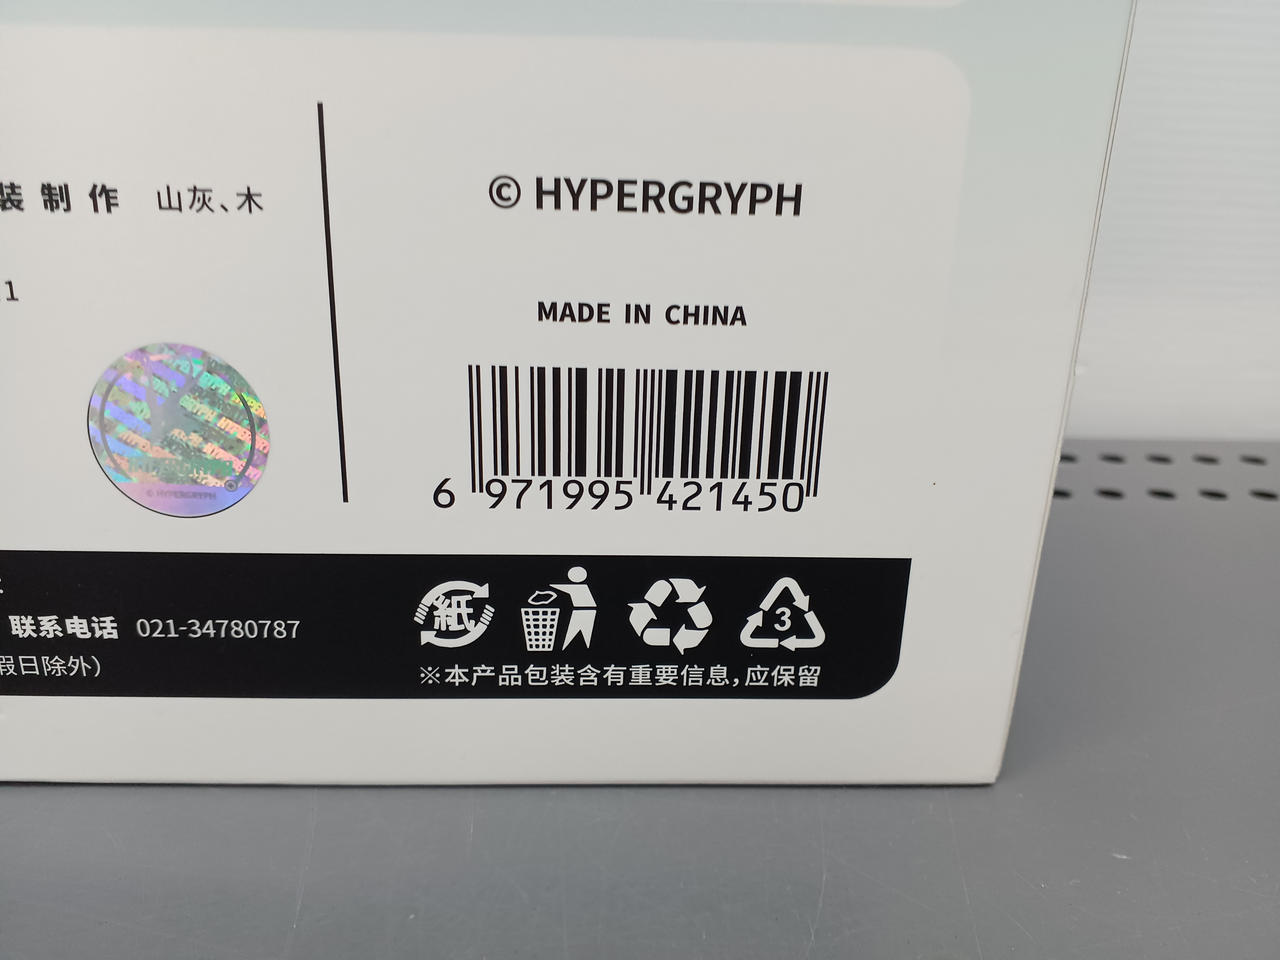 装制作 山灰、木
© HYPERGRYPH
1
MADE IN CHINA
© HYPERGRYPH
6 971995 421450
紙
3
联系电话 021-34780787
※本产品包装含有重要信息,应保留
假日除外)